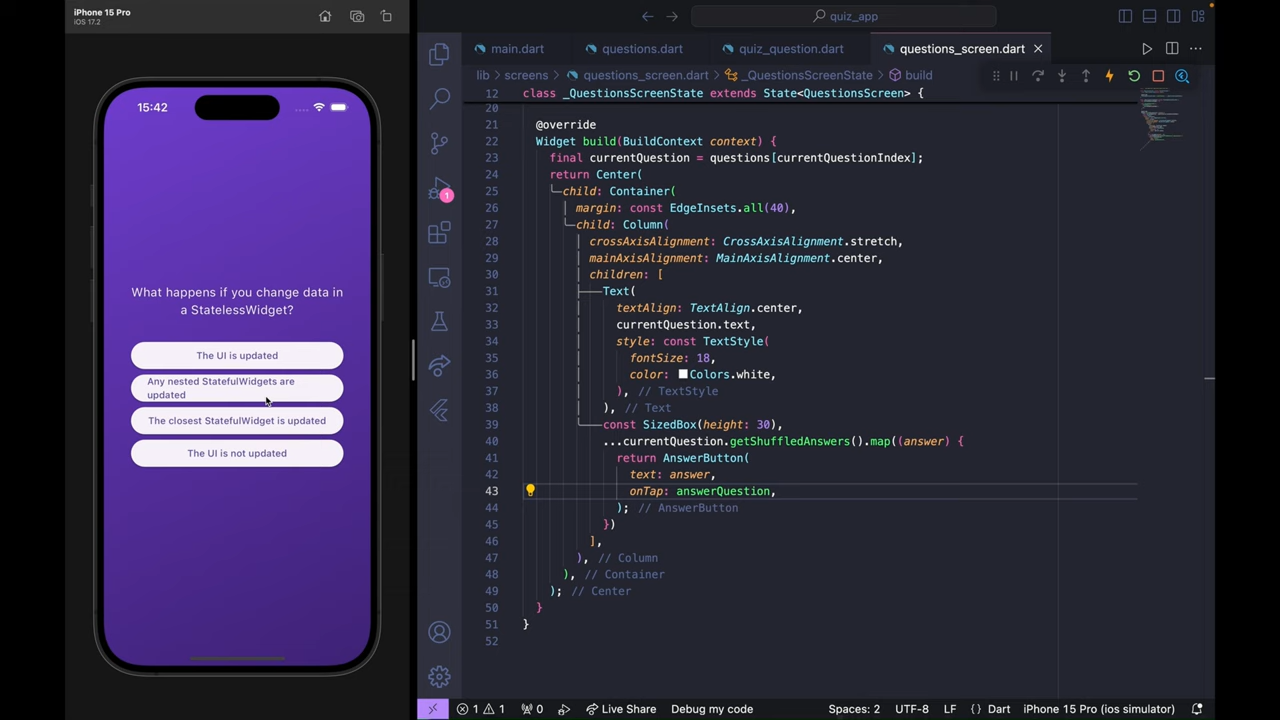 iPhone 15 Pro
iOS 17.2
15:42
What happens if you change data in
a StatelessWidget?
The UI is updated
Any nested StatefulWidgets are
updated
The closest StatefulWidget is updated
The UI is not updated
quiz_app
main.dart
questions.dart
quiz_question.dart
questions_screen.dart
lib > screens > questions_screen.dart > _QuestionsScreenState > build
12 class _QuestionsScreenState extends State<QuestionsScreen> {
20
21 @override
22 Widget build(BuildContext context) {
23 final currentQuestion = questions[currentQuestionIndex];
24 return Center(
25 child: Container(
26 margin: const EdgeInsets.all(40),
27 child: Column(
28 crossAxisAlignment: CrossAxisAlignment.stretch,
29 mainAxisAlignment: MainAxisAlignment.center,
30 children: [
31 Text(
32 textAlign: TextAlign.center,
33 currentQuestion.text,
34 style: const TextStyle(
35 fontSize: 18,
36 color: Colors.white,
37 ), // TextStyle
38 ), // Text
39 const SizedBox(height: 30),
40 ...currentQuestion.getShuffledAnswers().map((answer) {
41 return AnswerButton(
42 text: answer,
43 onTap: answerQuestion,
44 ); // AnswerButton
45 })
46 ],
47 ), // Column
48 ), // Container
49 ); // Center
50 }
51 }
52
1
1 1 0 Live Share Debug my code Spaces: 2 UTF-8 LF {} Dart iPhone 15 Pro (ios simulator)